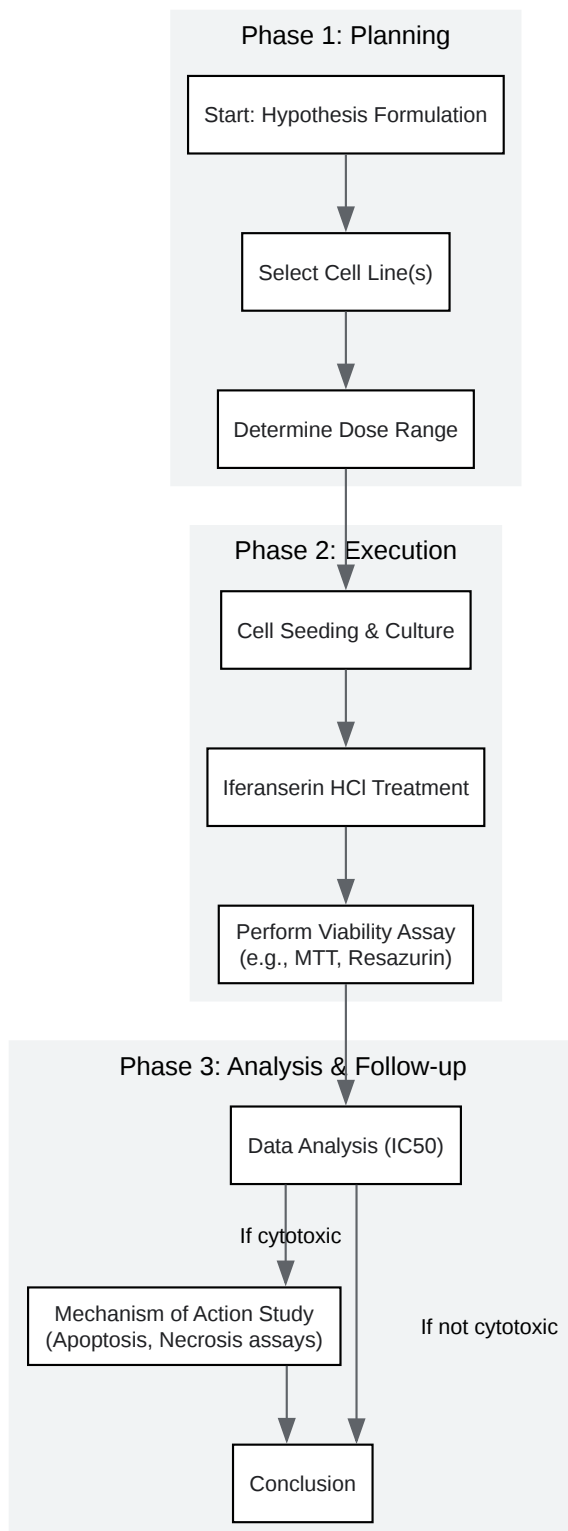 Phase 1: Planning
Start: Hypothesis Formulation
Select Cell Line(s)
Determine Dose Range
Phase 2: Execution
Cell Seeding & Culture
Iferanserin HCl Treatment
Perform Viability Assay
(e.g., MTT, Resazurin)
Phase 3: Analysis & Follow-up
Data Analysis (IC50)
If cytotoxic
Mechanism of Action Study
(Apoptosis, Necrosis assays)
If not cytotoxic
Conclusion